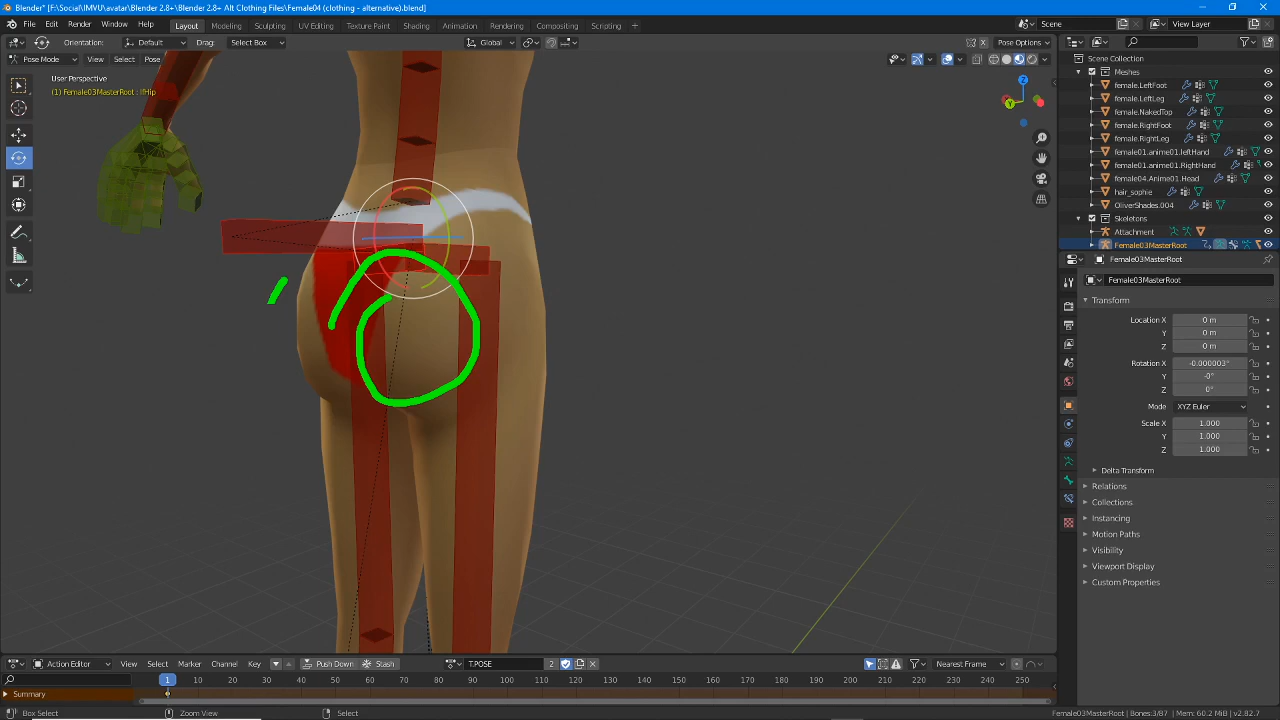 Blender* [F:\Social\IMVU\avatar\Blender 2.8+\Blender 2.8+ Alt Clothing Files\Female04 (clothing - alternative).blend]
File Edit Render Window Help Layout Modeling Sculpting UV Editing Texture Paint Shading Animation Rendering Compositing Scripting + Scene View Layer
Orientation: Default Drag: Select Box Global Pose Options
Pose Mode View Select Pose
User Perspective
(1) Female03MasterRoot : lfHip
Z
Y
Scene Collection
Meshes
female.LeftFoot
female.LeftLeg
female.NakedTop
female.RightFoot
female.RightLeg
female01.anime01.leftHand
female01.anime01.RightHand
female04.Anime01.Head
hair_sophie
OliverShades.004
Skeletons
Attachment
Female03MasterRoot
Female03MasterRoot
Female03MasterRoot
Transform
Location X 0 m
Y 0 m
Z 0 m
Rotation X -0.000003°
Y -0°
Z 0°
Mode XYZ Euler
Scale X 1.000
Y 1.000
Z 1.000
Delta Transform
Relations
Collections
Instancing
Motion Paths
Visibility
Viewport Display
Custom Properties
Action Editor View Select Marker Channel Key Push Down Stash T.POSE 2 Nearest Frame
1 10 20 30 40 50 60 70 80 90 100 110 120 130 140 150 160 170 180 190 200 210 220 230 240 250
Summary
Box Select Zoom View Select Female03MasterRoot | Bones:3/87 | Mem: 60.2 MiB | v2.82.7